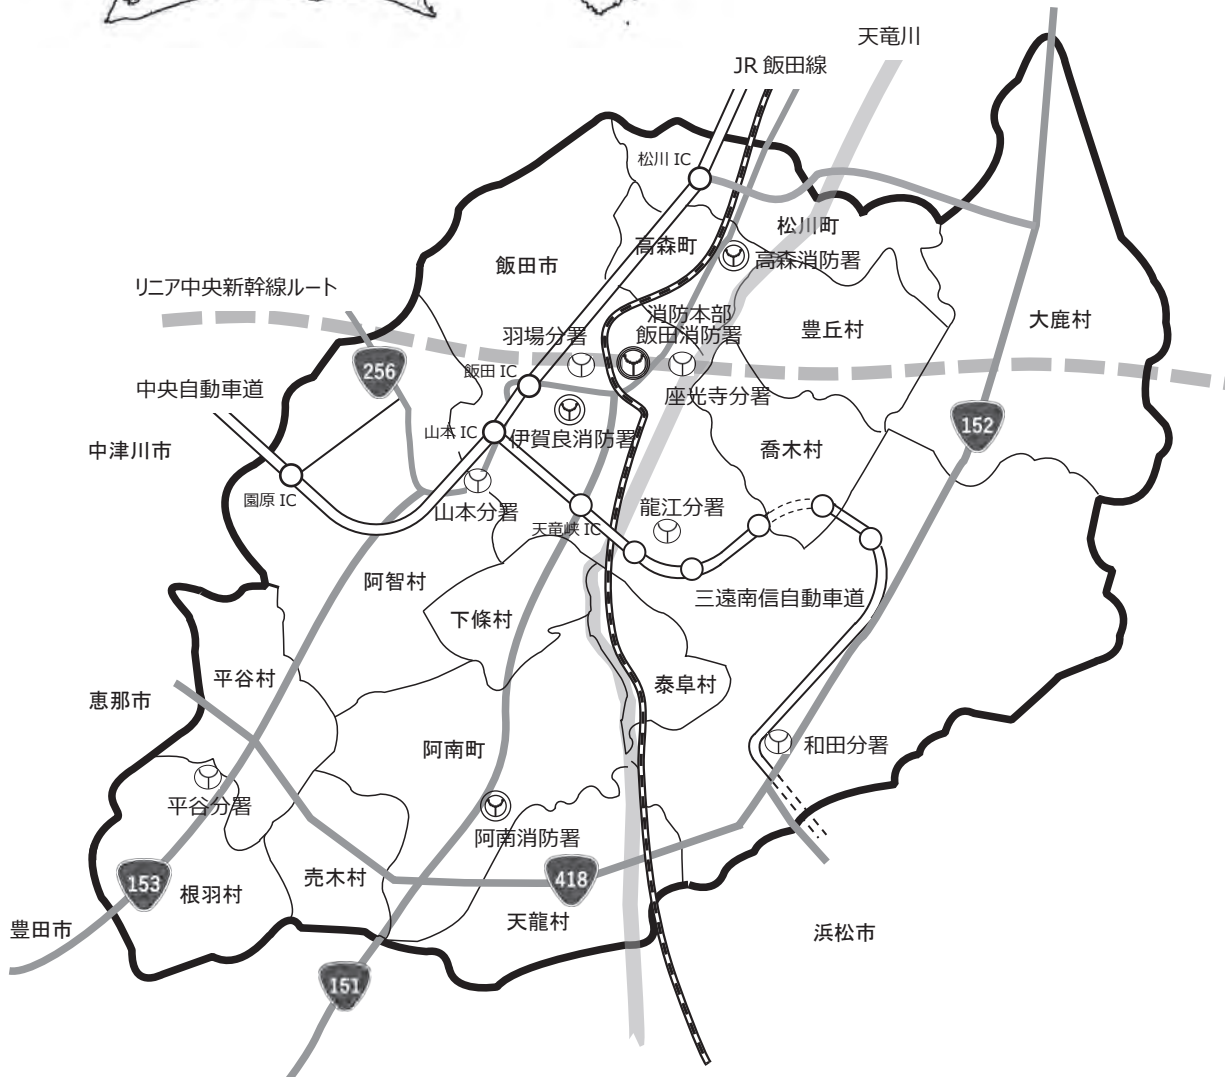 天竜川
JR 飯田線
松川 IC
松川町
高森町
高森消防署
飯田市
リニア中央新幹線ルート
消防本部
飯田消防署
羽場分署
豊丘村
大鹿村
256
飯田 IC
中央自動車道
座光寺分署
152
山本 IC
伊賀良消防署
中津川市
喬木村
園原 IC
山本分署
龍江分署
天竜峡 IC
阿智村
三遠南信自動車道
下條村
平谷村
泰阜村
恵那市
阿南町
和田分署
平谷分署
阿南消防署
153
根羽村
売木村
418
天龍村
豊田市
浜松市
151